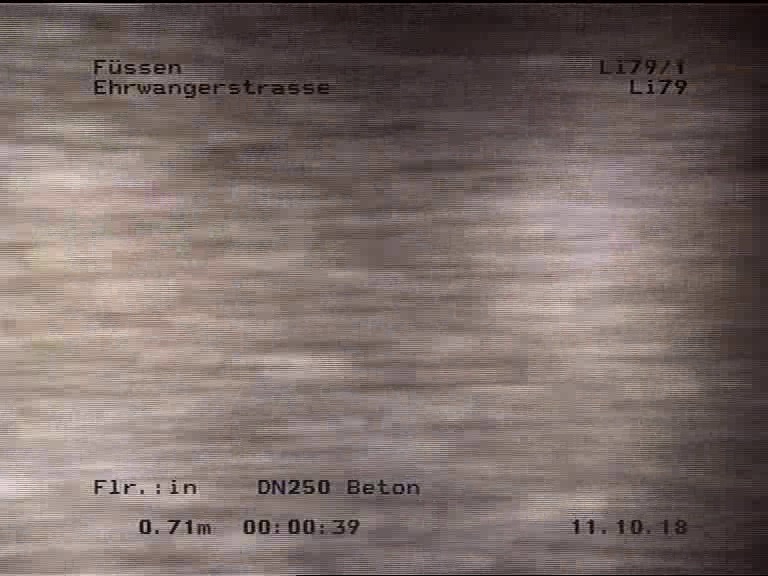 Füssen Li79/1
Ehrwangerstrasse Li79
Flr.:in DN250 Beton
0.71m 00:00:39 11.10.18